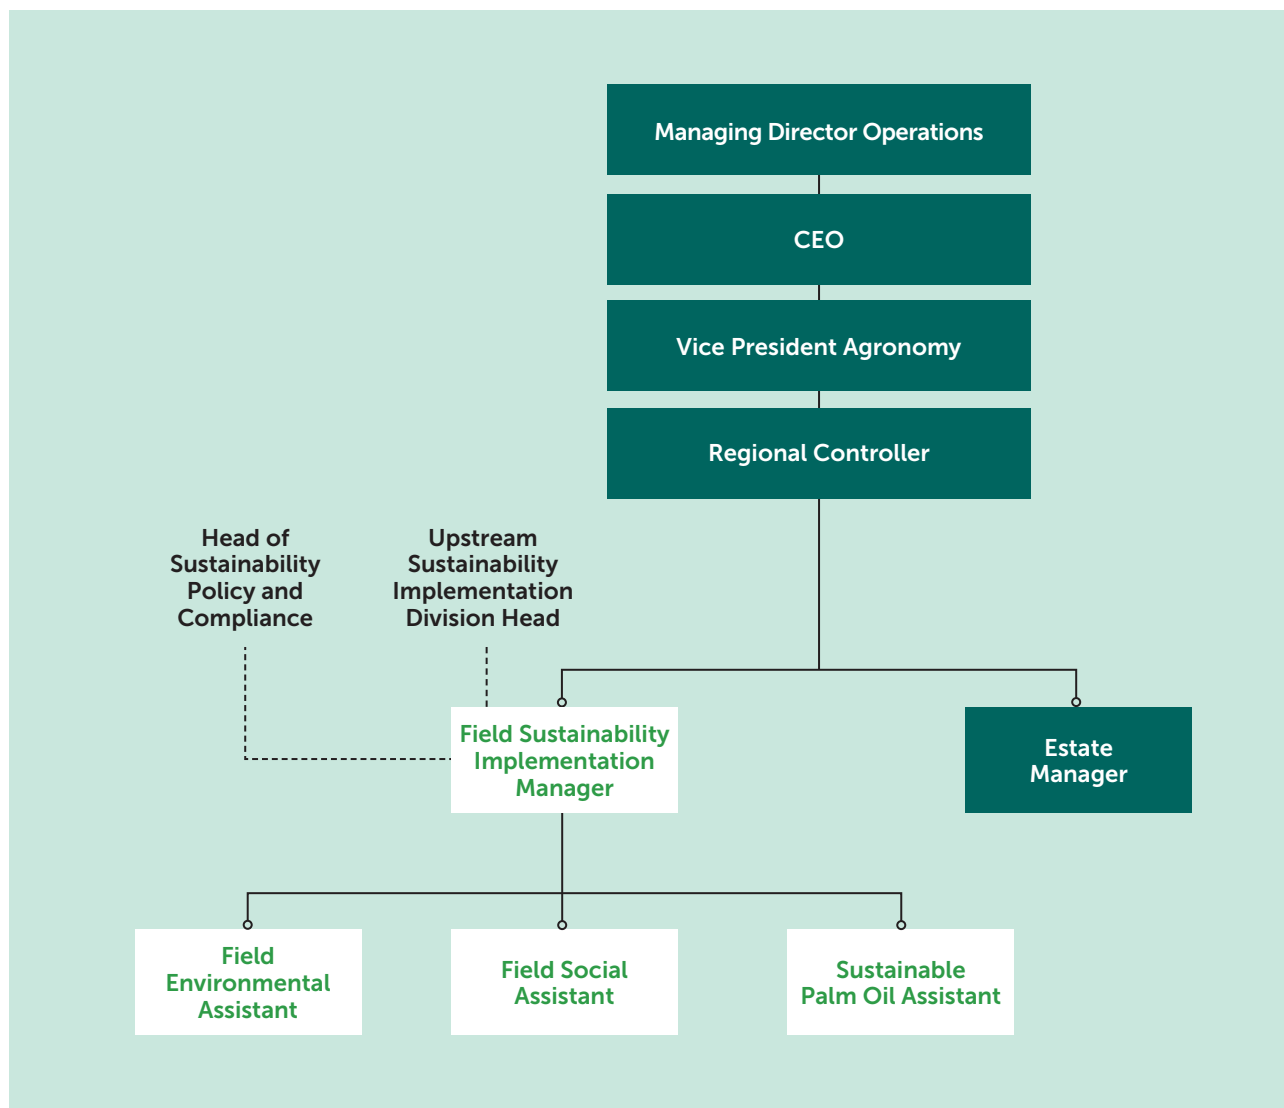 Managing Director Operations
CEO
Vice President Agronomy
Regional Controller
Head of
Sustainability
Policy and
Compliance
Upstream
Sustainability
Implementation
Division Head
Field Sustainability
Implementation
Manager
Estate
Manager
Field
Environmental
Assistant
Field Social
Assistant
Sustainable
Palm Oil Assistant